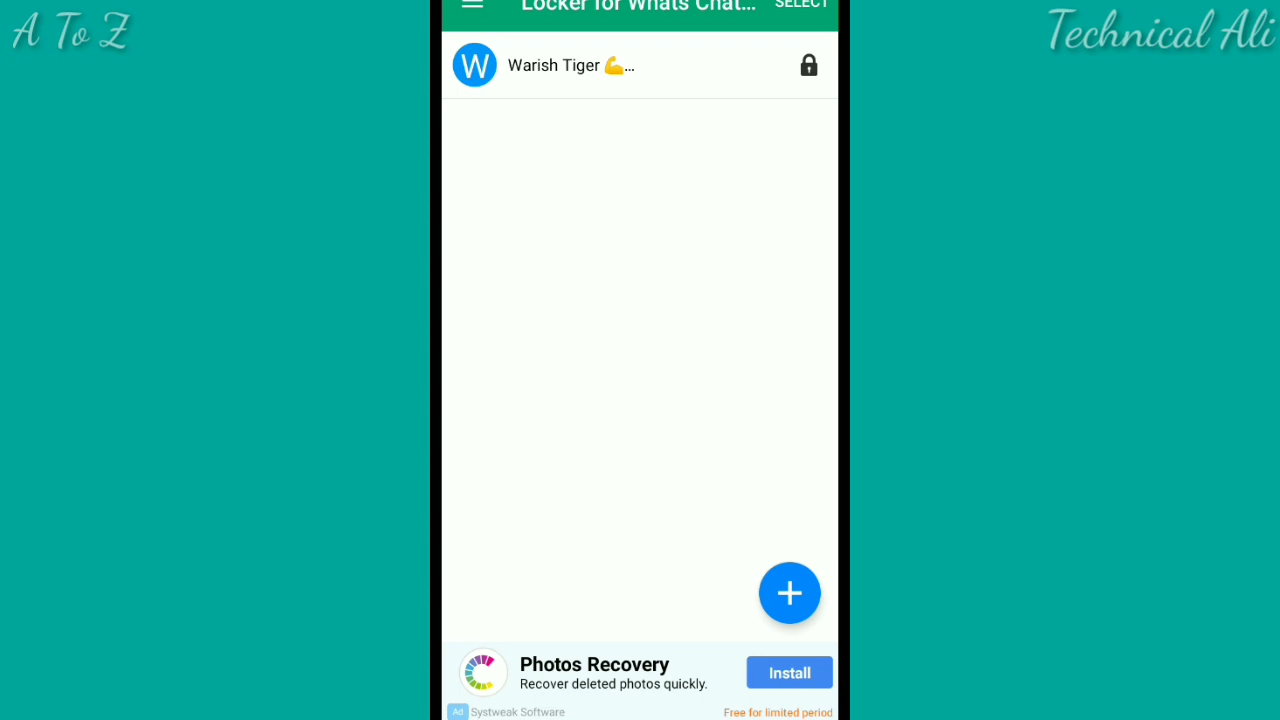 A To Z
Technical Ali
Locker for Whats Chat... SELECT
W Warish Tiger 💪...
Photos Recovery
Recover deleted photos quickly.
Install
Ad Systweak Software
Free for limited period